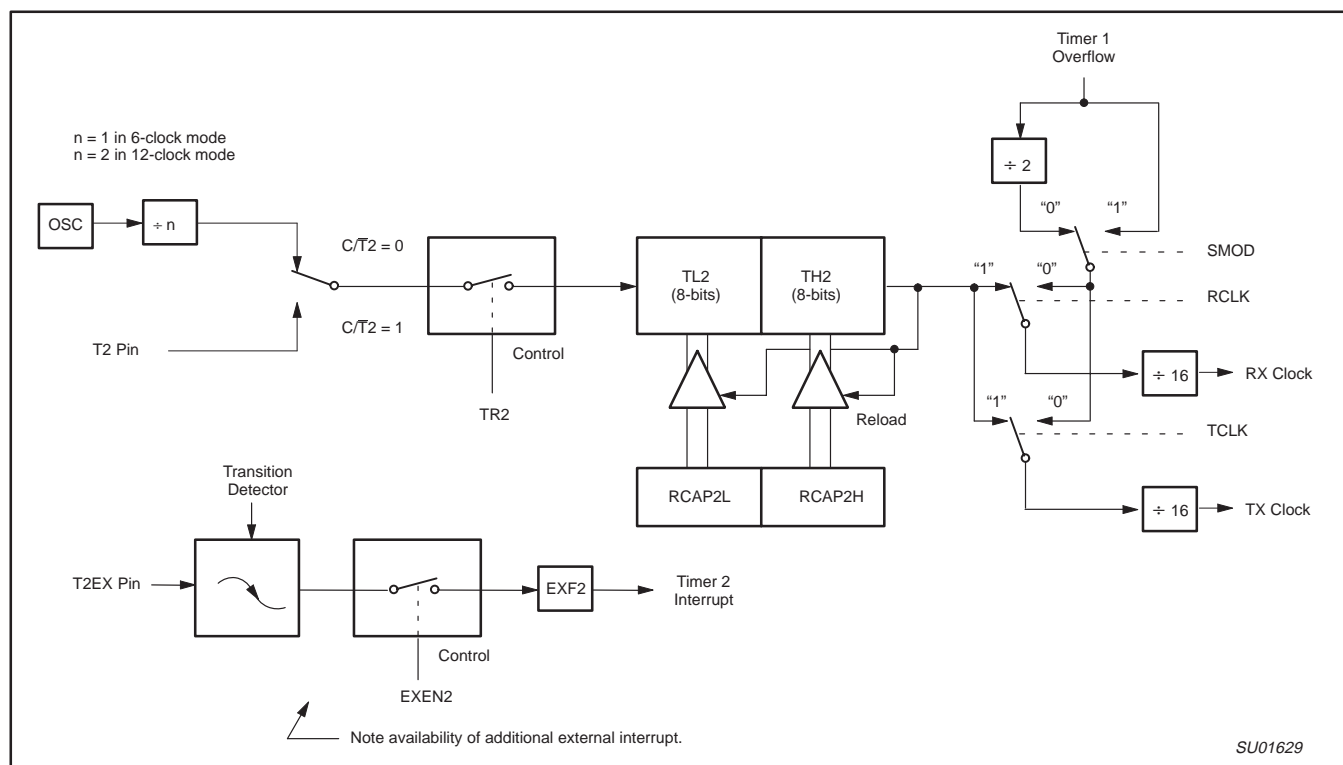 Timer 1
Overflow
n = 1 in 6-clock mode
n = 2 in 12-clock mode
÷ 2
OSC
÷ n
“0”
“1”
C/T̅2 = 0
TL2
(8-bits)
TH2
(8-bits)
SMOD
“1”
“0”
RCLK
C/T̅2 = 1
T2 Pin
Control
÷ 16
RX Clock
TR2
Reload
“1”
“0”
TCLK
Transition
Detector
RCAP2L
RCAP2H
÷ 16
TX Clock
T2EX Pin
EXF2
Timer 2
Interrupt
Control
EXEN2
Note availability of additional external interrupt.
SU01629